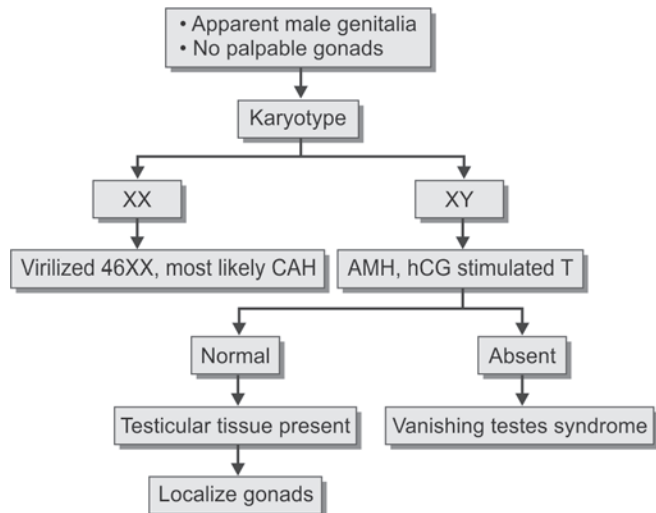 • Apparent male genitalia
• No palpable gonads
Karyotype
XX
XY
Virilized 46XX, most likely CAH
AMH, hCG stimulated T
Normal
Absent
Testicular tissue present
Vanishing testes syndrome
Localize gonads